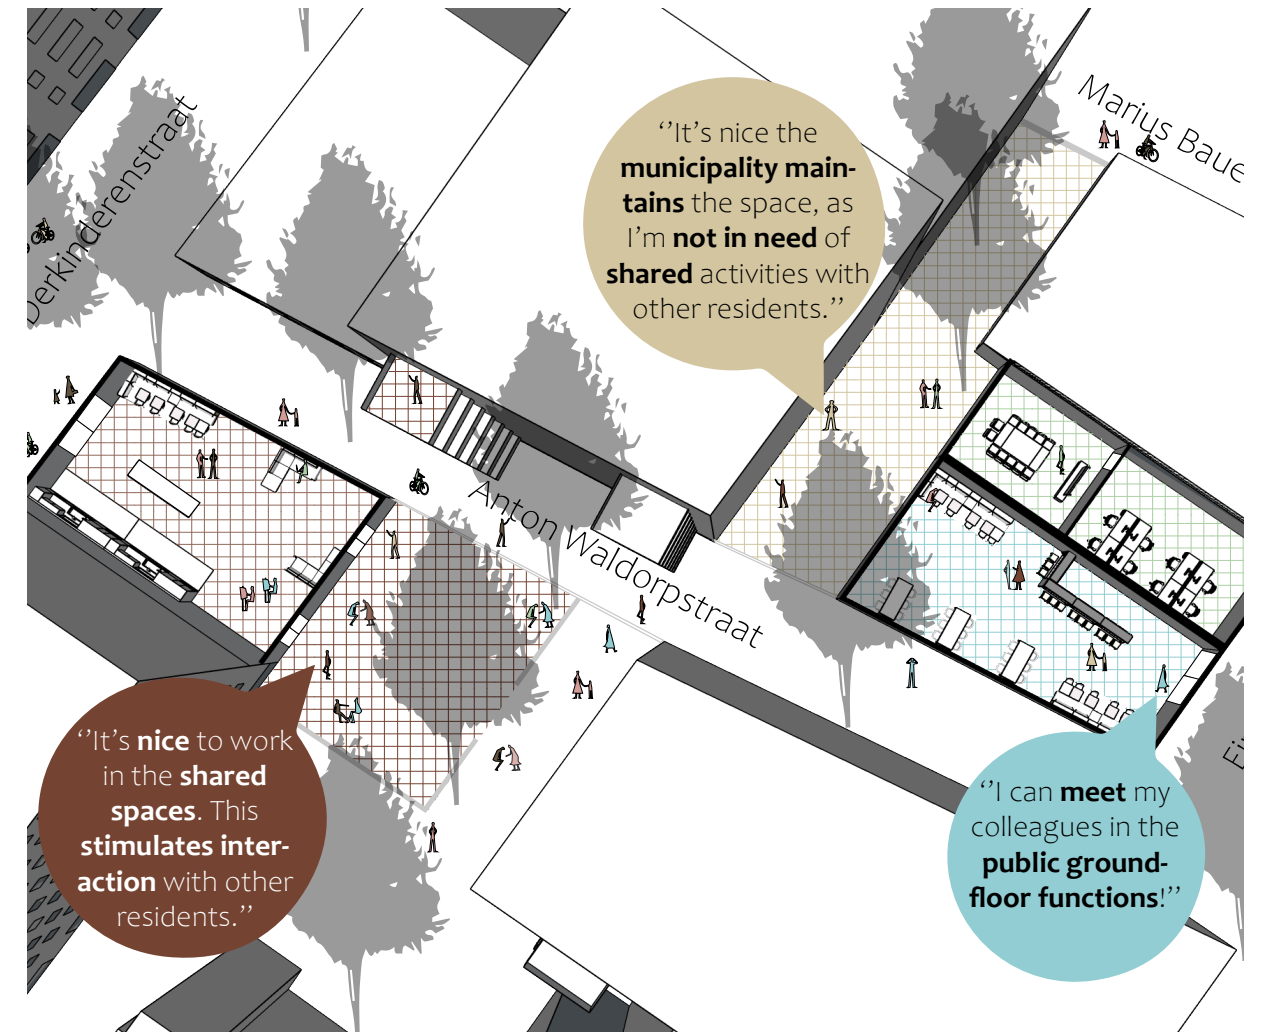 Derkinderenstraat
Marius Baue
‘’It’s nice the
municipality main-
tains the space, as
I’m not in need of
shared activities with
other residents.’’
Anton Waldorpstraat
‘’It’s nice to work
in the shared
spaces. This
stimulates inter-
action with other
residents.’’
‘’I can meet my
colleagues in the
public ground-
floor functions!’’